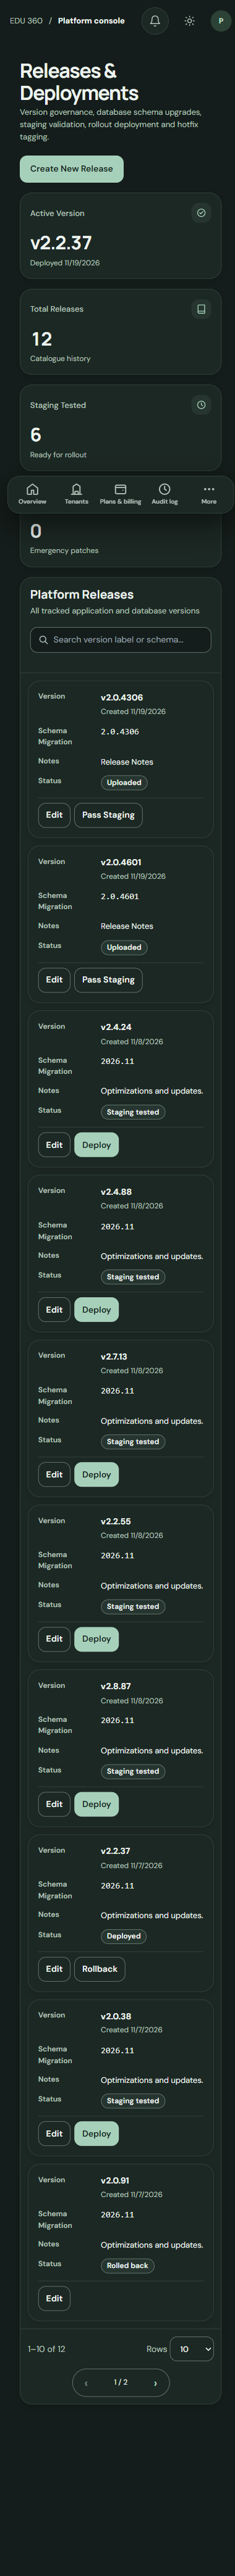 EDU 360 / Platform console
P
Releases &
Deployments
Version governance, database schema upgrades,
staging validation, rollout deployment and hotfix
tagging.
Create New Release
Active Version
v2.2.37
Deployed 11/19/2026
Total Releases
12
Catalogue history
Staging Tested
6
Ready for rollout
Overview
Tenants
Plans & billing
Audit log
More
0
Emergency patches
Platform Releases
All tracked application and database versions
Search version label or schema...
Version v2.0.4306
Created 11/19/2026
Schema Migration 2.0.4306
Notes Release Notes
Status Uploaded
Edit Pass Staging
Version v2.0.4601
Created 11/19/2026
Schema Migration 2.0.4601
Notes Release Notes
Status Uploaded
Edit Pass Staging
Version v2.4.24
Created 11/8/2026
Schema Migration 2026.11
Notes Optimizations and updates.
Status Staging tested
Edit Deploy
Version v2.4.88
Created 11/8/2026
Schema Migration 2026.11
Notes Optimizations and updates.
Status Staging tested
Edit Deploy
Version v2.7.13
Created 11/8/2026
Schema Migration 2026.11
Notes Optimizations and updates.
Status Staging tested
Edit Deploy
Version v2.2.55
Created 11/8/2026
Schema Migration 2026.11
Notes Optimizations and updates.
Status Staging tested
Edit Deploy
Version v2.8.87
Created 11/8/2026
Schema Migration 2026.11
Notes Optimizations and updates.
Status Staging tested
Edit Deploy
Version v2.2.37
Created 11/7/2026
Schema Migration 2026.11
Notes Optimizations and updates.
Status Deployed
Edit Rollback
Version v2.0.38
Created 11/7/2026
Schema Migration 2026.11
Notes Optimizations and updates.
Status Staging tested
Edit Deploy
Version v2.0.91
Created 11/7/2026
Schema Migration 2026.11
Notes Optimizations and updates.
Status Rolled back
Edit
1–10 of 12 Rows 10
‹ 1 / 2 ›